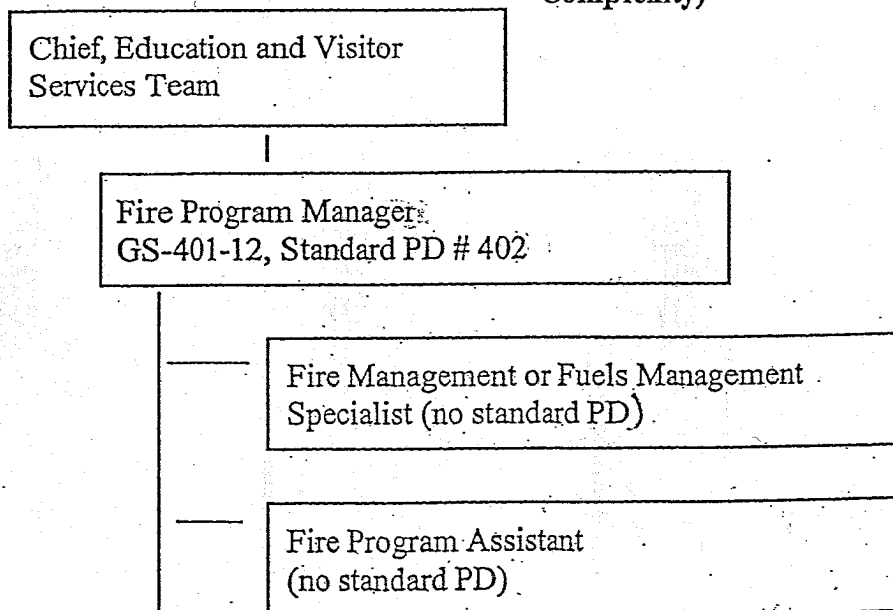 Complexity)
Chief, Education and Visitor
Services Team
Fire Program Manager
GS-401-12, Standard PD # 402
Fire Management or Fuels Management
Specialist (no standard PD)
Fire Program Assistant
(no standard PD)